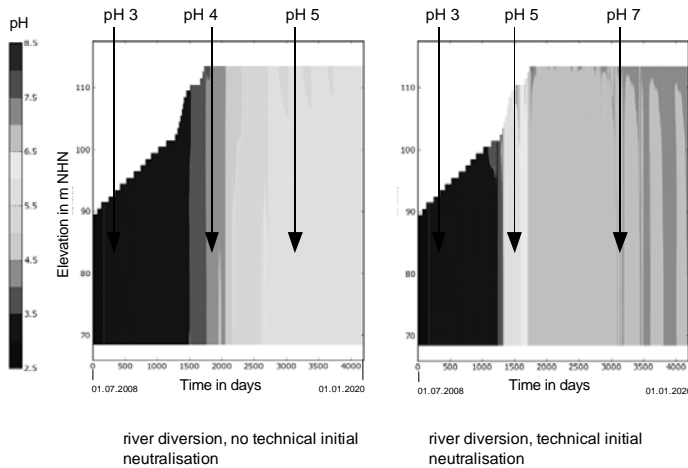 pH 3 pH 4 pH 5
pH 3 pH 5 pH 7
pH
8.5
7.5
6.5
5.5
4.5
3.5
2.5
Elevation in m NHN
110
100
90
80
70
0 500 1000 1500 2000 2500 3000 3500 4000
01.07.2008 Time in days 01.01.2020
110
100
90
80
70
0 500 1000 1500 2000 2500 3000 3500 4000
01.07.2008 Time in days 01.01.2020
river diversion, no technical initial
neutralisation
river diversion, technical initial
neutralisation